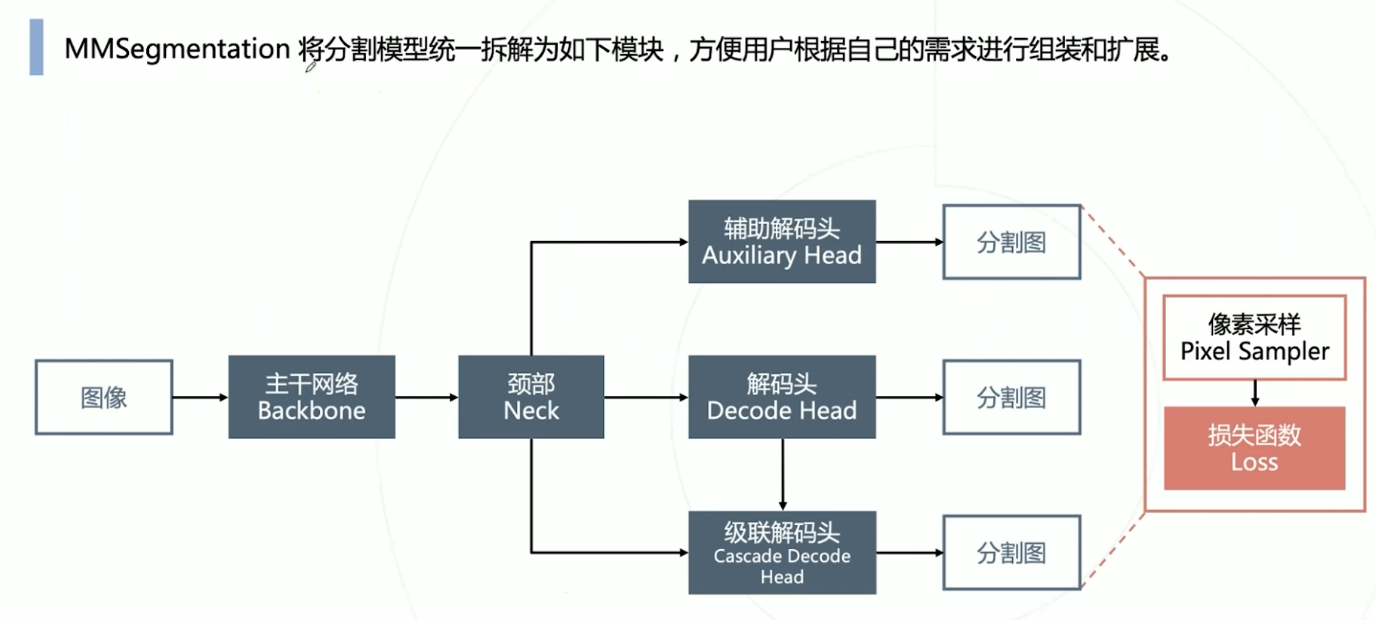 MMSegmentation 将分割模型统一拆解为如下模块，方便用户根据自己的需求进行组装和扩展。
辅助解码头
Auxiliary Head
分割图
像素采样
Pixel Sampler
图像
主干网络
Backbone
颈部
Neck
解码头
Decode Head
分割图
损失函数
Loss
级联解码头
Cascade Decode
Head
分割图